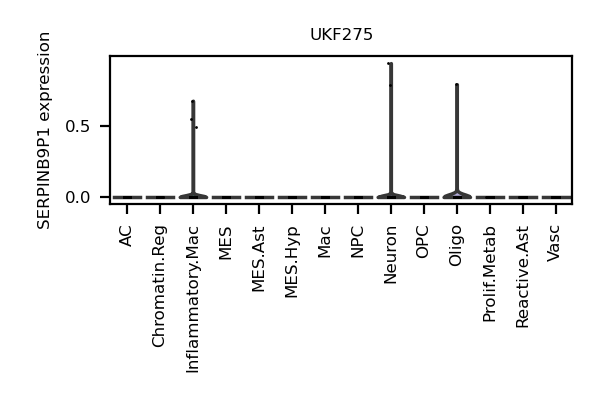 UKF275
SERPINB9P1 expression
0.5
0.0
AC
Chromatin.Reg
Inflammatory.Mac
MES
MES.Ast
MES.Hyp
Mac
NPC
Neuron
OPC
Oligo
Prolif.Metab
Reactive.Ast
Vasc